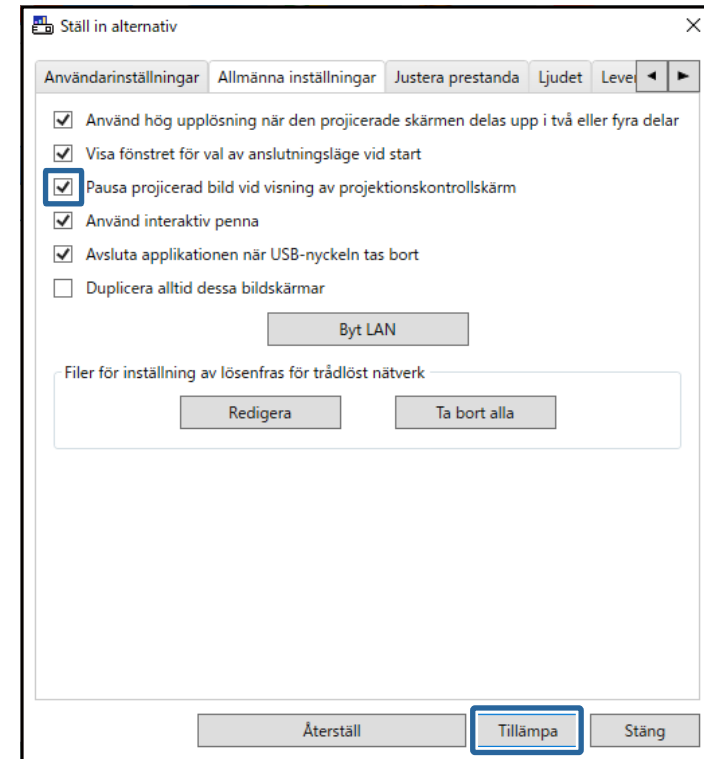 Ställ in alternativ
Användarinställningar Allmänna inställningar Justera prestanda Ljudet Lever
Använd hög upplösning när den projicerade skärmen delas upp i två eller fyra delar
Visa fönstret för val av anslutningsläge vid start
Pausa projicerad bild vid visning av projektionskontrollskärm
Använd interaktiv penna
Avsluta applikationen när USB-nyckeln tas bort
Duplicera alltid dessa bildskärmar
Byt LAN
Filer för inställning av lösenfras för trådlöst nätverk
Redigera Ta bort alla
Återställ Tillämpa Stäng